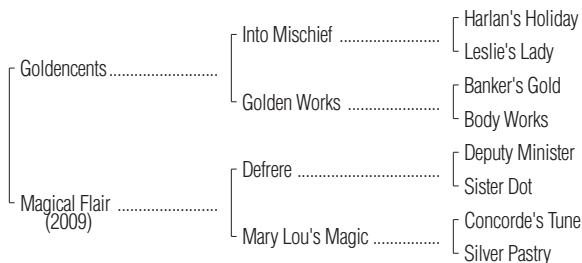 Harlan's Holiday
Into Mischief ..................
Leslie's Lady
Goldencents..........................
Banker's Gold
Golden Works ...................
Body Works
Deputy Minister
Defrere ...............................
Sister Dot
Magical Flair ........................
(2009)
Concorde's Tune
Mary Lou's Magic ...............
Silver Pastry